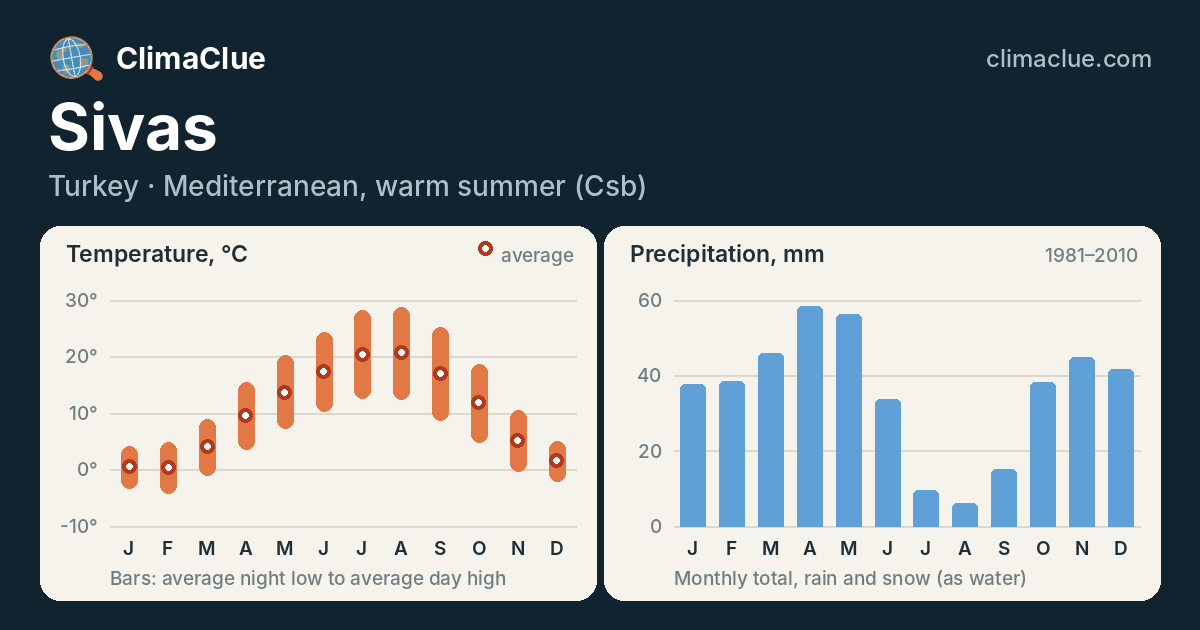 ClimaClue
climaclue.com
Sivas
Turkey · Mediterranean, warm summer (Csb)
Temperature, °C
average
30°
20°
10°
0°
-10°
J F M A M J J A S O N D
Bars: average night low to average day high
Precipitation, mm
1981–2010
60
40
20
0
J F M A M J J A S O N D
Monthly total, rain and snow (as water)